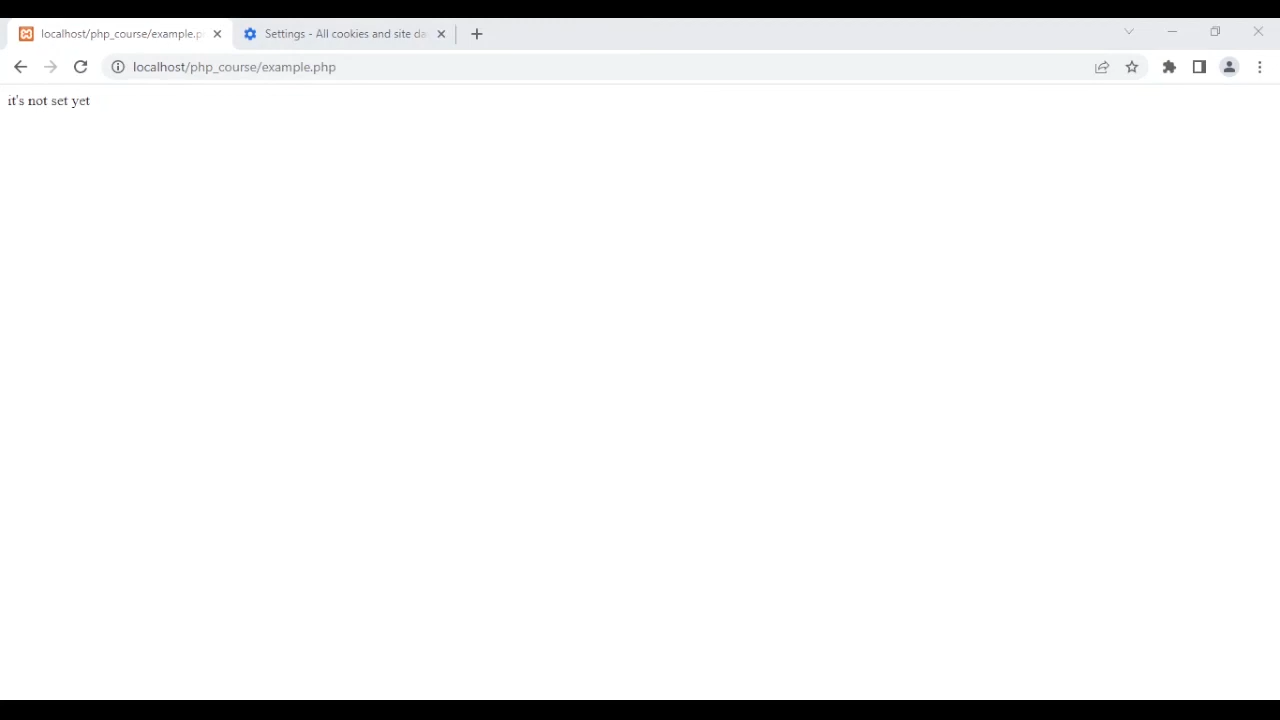 localhost/php_course/example.p
Settings - All cookies and site da
localhost/php_course/example.php
it's not set yet